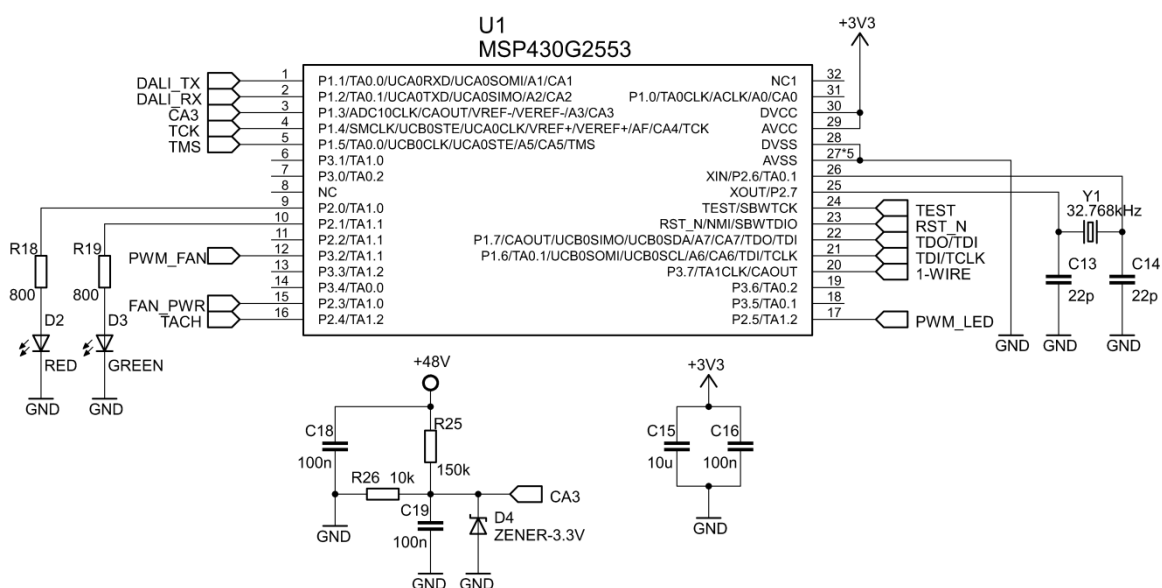 U1
MSP430G2553
+3V3
DALI_TX 1 P1.1/TA0.0/UCA0RXD/UCA0SOMI/A1/CA1 NC1 32
DALI_RX 2 P1.2/TA0.1/UCA0TXD/UCA0SIMO/A2/CA2 P1.0/TA0CLK/ACLK/A0/CA0 31
CA3 3 P1.3/ADC10CLK/CAOUT/VREF-/VEREF-/A3/CA3 DVCC 30
TCK 4 P1.4/SMCLK/UCB0STE/UCA0CLK/VREF+/VEREF+/AF/CA4/TCK AVCC 29
TMS 5 P1.5/TA0.0/UCB0CLK/UCA0STE/A5/CA5/TMS DVSS 28
6 P3.1/TA1.0 AVSS 27*5
7 P3.0/TA0.2 XIN/P2.6/TA0.1 26
8 NC XOUT/P2.7 25
9 P2.0/TA1.0 TEST/SBWTCK 24 TEST
10 P2.1/TA1.1 RST_N/NMI/SBWTDIO 23 RST_N
11 P2.2/TA1.1 P1.7/CAOUT/UCB0SIMO/UCB0SDA/A7/CA7/TDO/TDI 22 TDO/TDI
PWM_FAN 12 P3.2/TA1.1 P1.6/TA0.1/UCB0SOMI/UCB0SCL/A6/CA6/TDI/TCLK 21 TDI/TCLK
13 P3.3/TA1.2 P3.7/TA1CLK/CAOUT 20 1-WIRE
14 P3.4/TA0.0 P3.6/TA0.2 19
FAN_PWR 15 P2.3/TA1.0 P3.5/TA0.1 18
TACH 16 P2.4/TA1.2 P2.5/TA1.2 17 PWM_LED
Y1
32.768kHz
C13 C14
22p 22p
GND GND GND
R18 R19
800 800
D2 D3
RED GREEN
GND GND
+48V
C18 R25
100n 150k
R26 10k
CA3
C19 D4
100n ZENER-3.3V
GND
GND GND
+3V3
C15 C16
10u 100n
GND